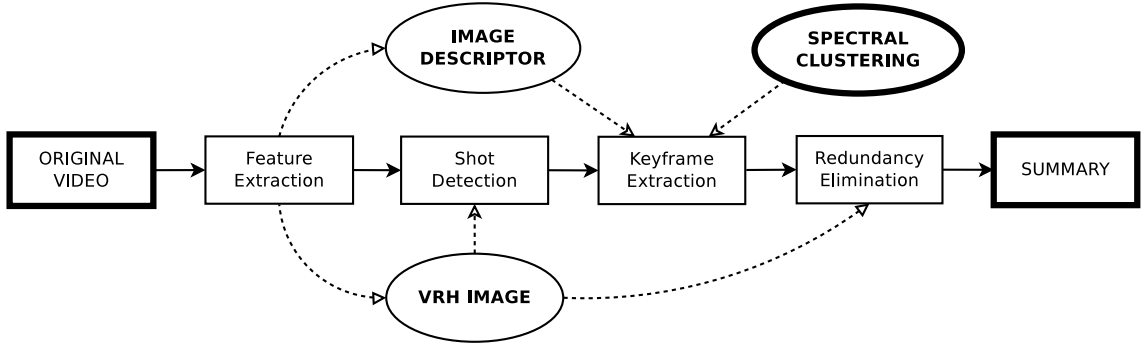 IMAGE
DESCRIPTOR
SPECTRAL
CLUSTERING
ORIGINAL
VIDEO
Feature
Extraction
Shot
Detection
Keyframe
Extraction
Redundancy
Elimination
SUMMARY
VRH IMAGE